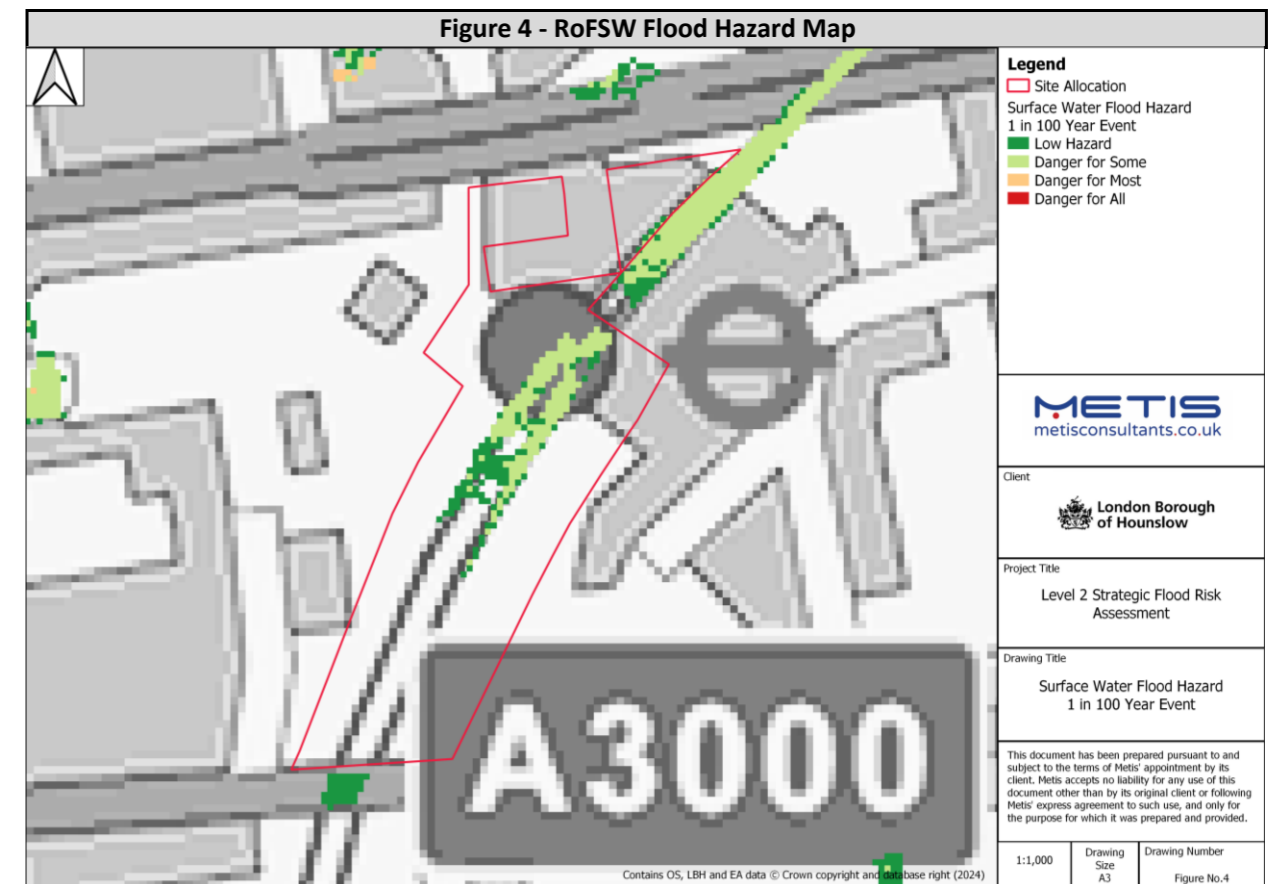 Figure 4 - RoFSW Flood Hazard Map
Legend
Site Allocation
Surface Water Flood Hazard
1 in 100 Year Event
Low Hazard
Danger for Some
Danger for Most
Danger for All
METIS
metisconsultants.co.uk
Client
London Borough
of Hounslow
Project Title
Level 2 Strategic Flood Risk
Assessment
Drawing Title
Surface Water Flood Hazard
1 in 100 Year Event
This document has been prepared pursuant to and
subject to the terms of Metis' appointment by its
client. Metis accepts no liability for any use of this
document other than by its original client or following
Metis' express agreement to such use, and only for
the purpose for which it was prepared and provided.
1:1,000
Drawing
Size
A3
Drawing Number
Figure No.4
A3000
Contains OS, LBH and EA data © Crown copyright and database right (2024)